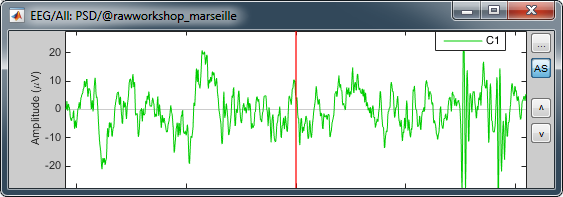 EEG/All: PSD/@rawworkshop_marseille
C1
...
AS
Amplitude (μV)
20
10
0
-10
-20